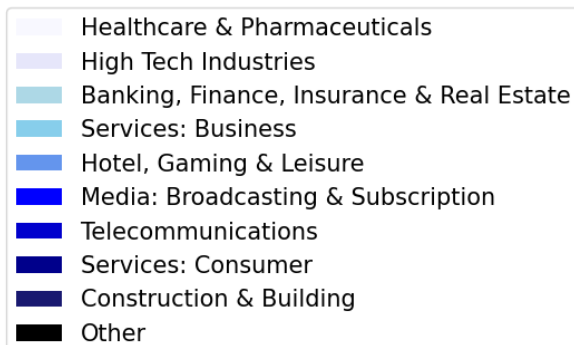 Healthcare & Pharmaceuticals
High Tech Industries
Banking, Finance, Insurance & Real Estate
Services: Business
Hotel, Gaming & Leisure
Media: Broadcasting & Subscription
Telecommunications
Services: Consumer
Construction & Building
Other